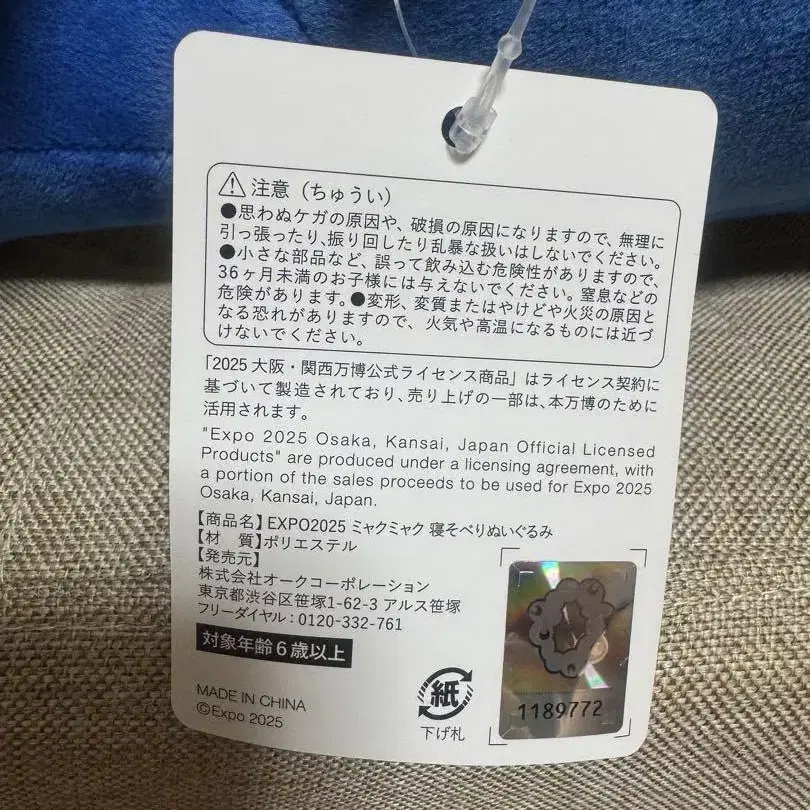 注意（ちゅうい）
●思わぬケガの原因や、破損の原因になりますので、無理に
引っ張ったり、振り回したり乱暴な扱いはしないでください。
●小さな部品など、誤って飲み込む危険性がありますので、
36ヶ月未満のお子様には与えないでください。窒息などの
危険があります。●変形、変質またはやけどや火災の原因と
なる恐れがありますので、火気や高温になるものには近づ
けないでください。
「2025 大阪・関西万博公式ライセンス商品」はライセンス契約に
基づいて製造されており、売り上げの一部は、本万博のために
活用されます。
"Expo 2025 Osaka, Kansai, Japan Official Licensed
Products" are produced under a licensing agreement, with
a portion of the sales proceeds to be used for Expo 2025
Osaka, Kansai, Japan.
【商品名】EXPO2025 ミャクミャク 寝そべりぬいぐるみ
【材　質】ポリエステル
【発売元】
株式会社オークコーポレーション
東京都渋谷区笹塚1-62-3 アルス笹塚
フリーダイヤル：0120-332-761
対象年齢6歳以上
MADE IN CHINA
©Expo 2025
紙
下げ札
1189772